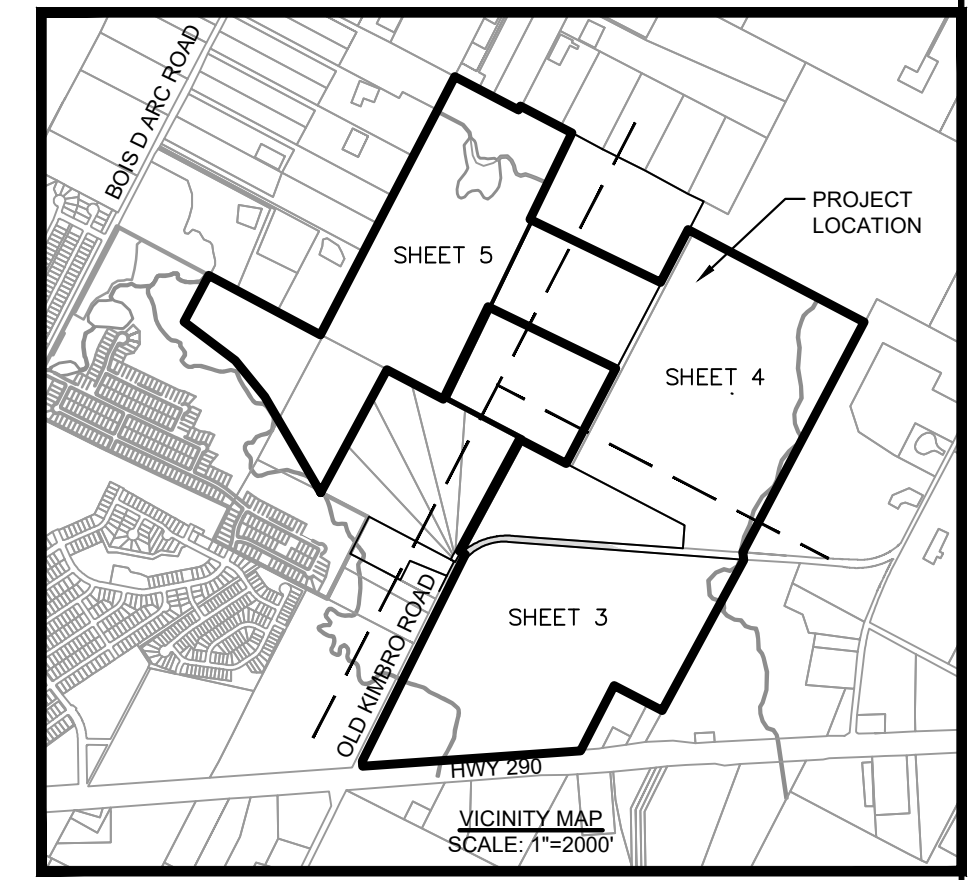 BOIS D ARC ROAD
PROJECT
LOCATION
SHEET 5
SHEET 4
SHEET 3
OLD KIMBRO ROAD
HWY 290
VICINITY MAP
SCALE: 1"=2000'